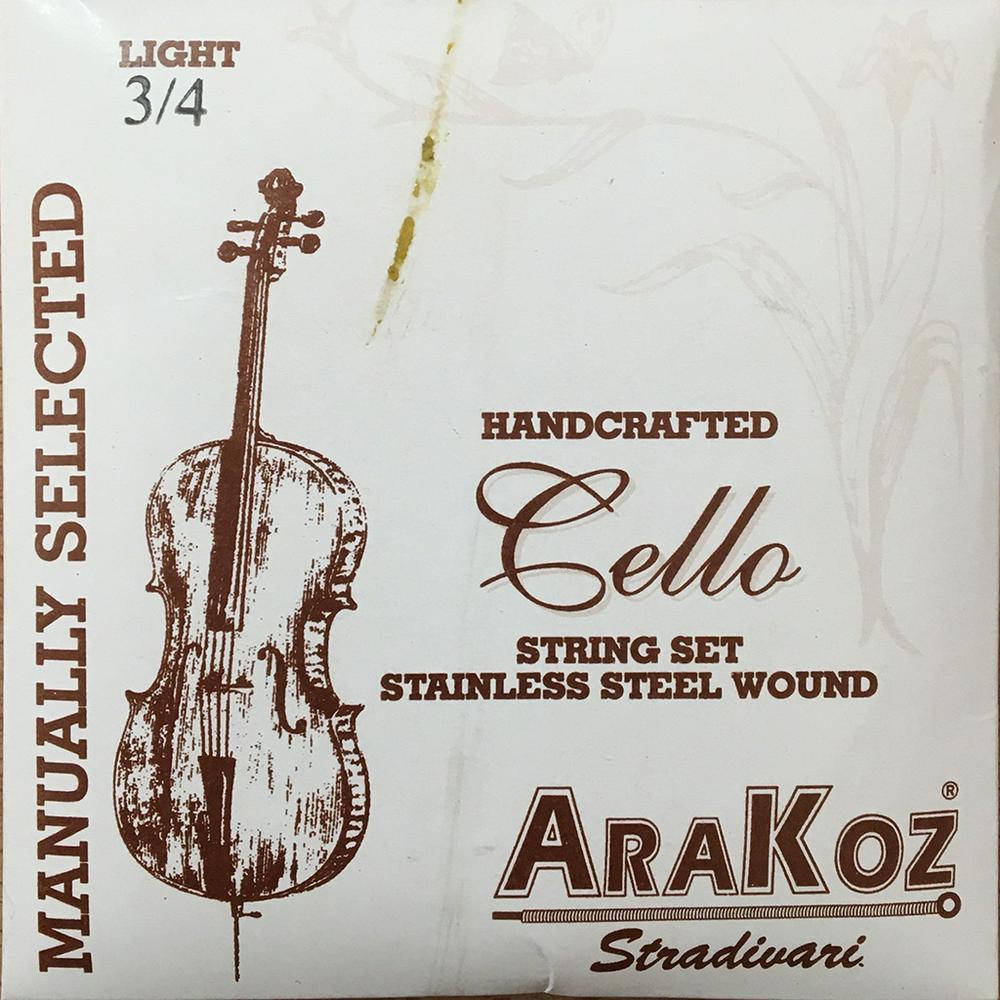 LIGHT
3/4
MANUALLY SELECTED
HANDCRAFTED
Cello
STRING SET
STAINLESS STEEL WOUND
ARAKOZ®
Stradivari.